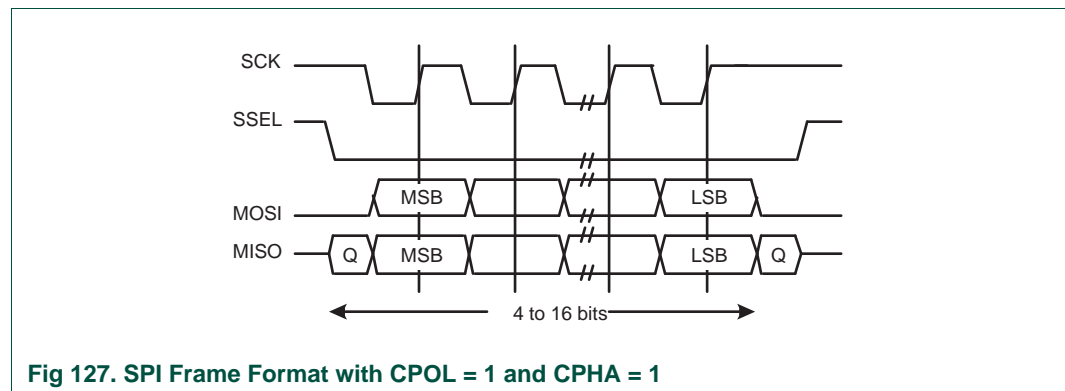 SCK
SSEL
MOSI
MSB
LSB
MISO
Q
MSB
LSB
Q
4 to 16 bits
Fig 127. SPI Frame Format with CPOL = 1 and CPHA = 1